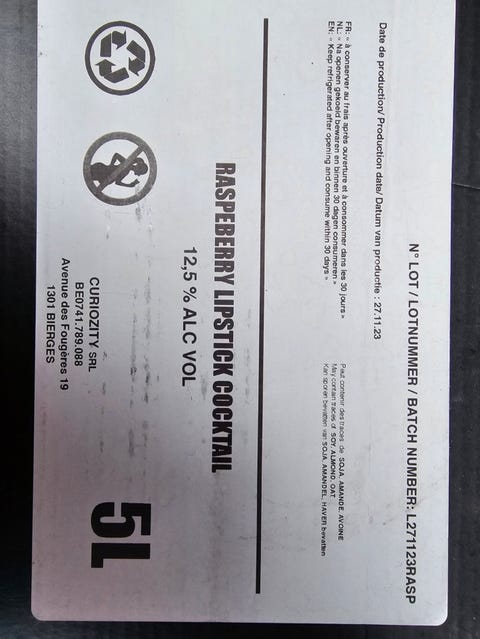 N° LOT / LOTNUMMER / BATCH NUMBER: L271123RASP
Date de production/ Production date/ Datum van productie : 27.11.23
FR: « à conserver au frais après ouverture et à consommer dans les 30 jours »
NL: « Na openen gekoeld bewaren en binnen 30 dagen consumeren »
EN: « Keep refrigerated after opening and consume within 30 days »
Peut contenir des traces de SOJA, AMANDE, AVOINE
May contain traces of SOY, ALMOND, OAT
Kan sporen bevatten van SOJA, AMANDEL, HAVER bevatten
RASPEBERRY LIPSTICK COCKTAIL
12,5 % ALC VOL
CURIOZITY SRL
BE0741.789.088
Avenue des Fougères 19
1301 BIERGES
5L